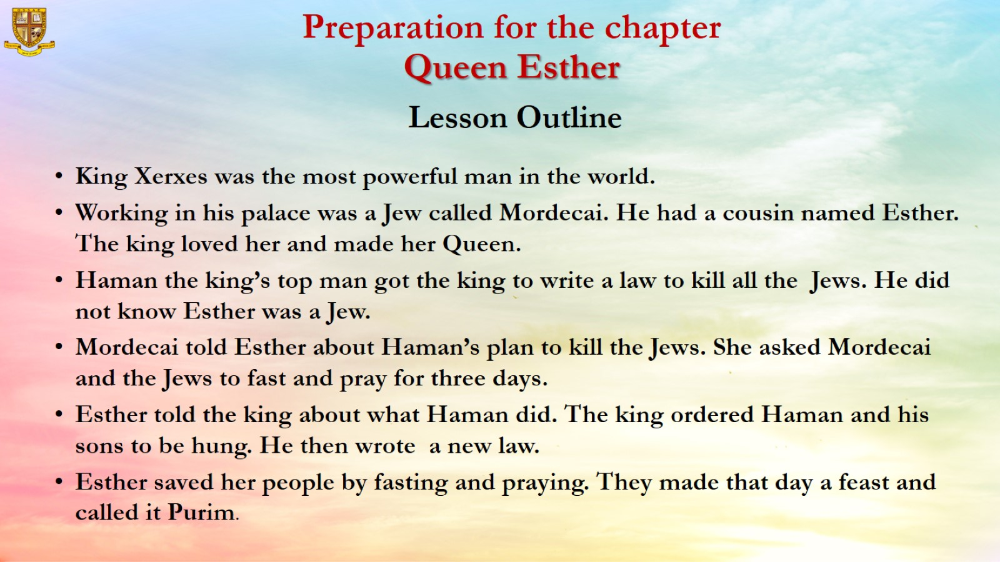 Preparation for the chapter
Queen Esther
Lesson Outline
• King Xerxes was the most powerful man in the world.
• Working in his palace was a Jew called Mordecai. He had a cousin named Esther.
The king loved her and made her Queen.
• Haman the king’s top man got the king to write a law to kill all the  Jews. He did
not know Esther was a Jew.
• Mordecai told Esther about Haman’s plan to kill the Jews. She asked Mordecai
and the Jews to fast and pray for three days.
• Esther told the king about what Haman did. The king ordered Haman and his
sons to be hung. He then wrote  a new law.
• Esther saved her people by fasting and praying. They made that day a feast and
called it Purim.